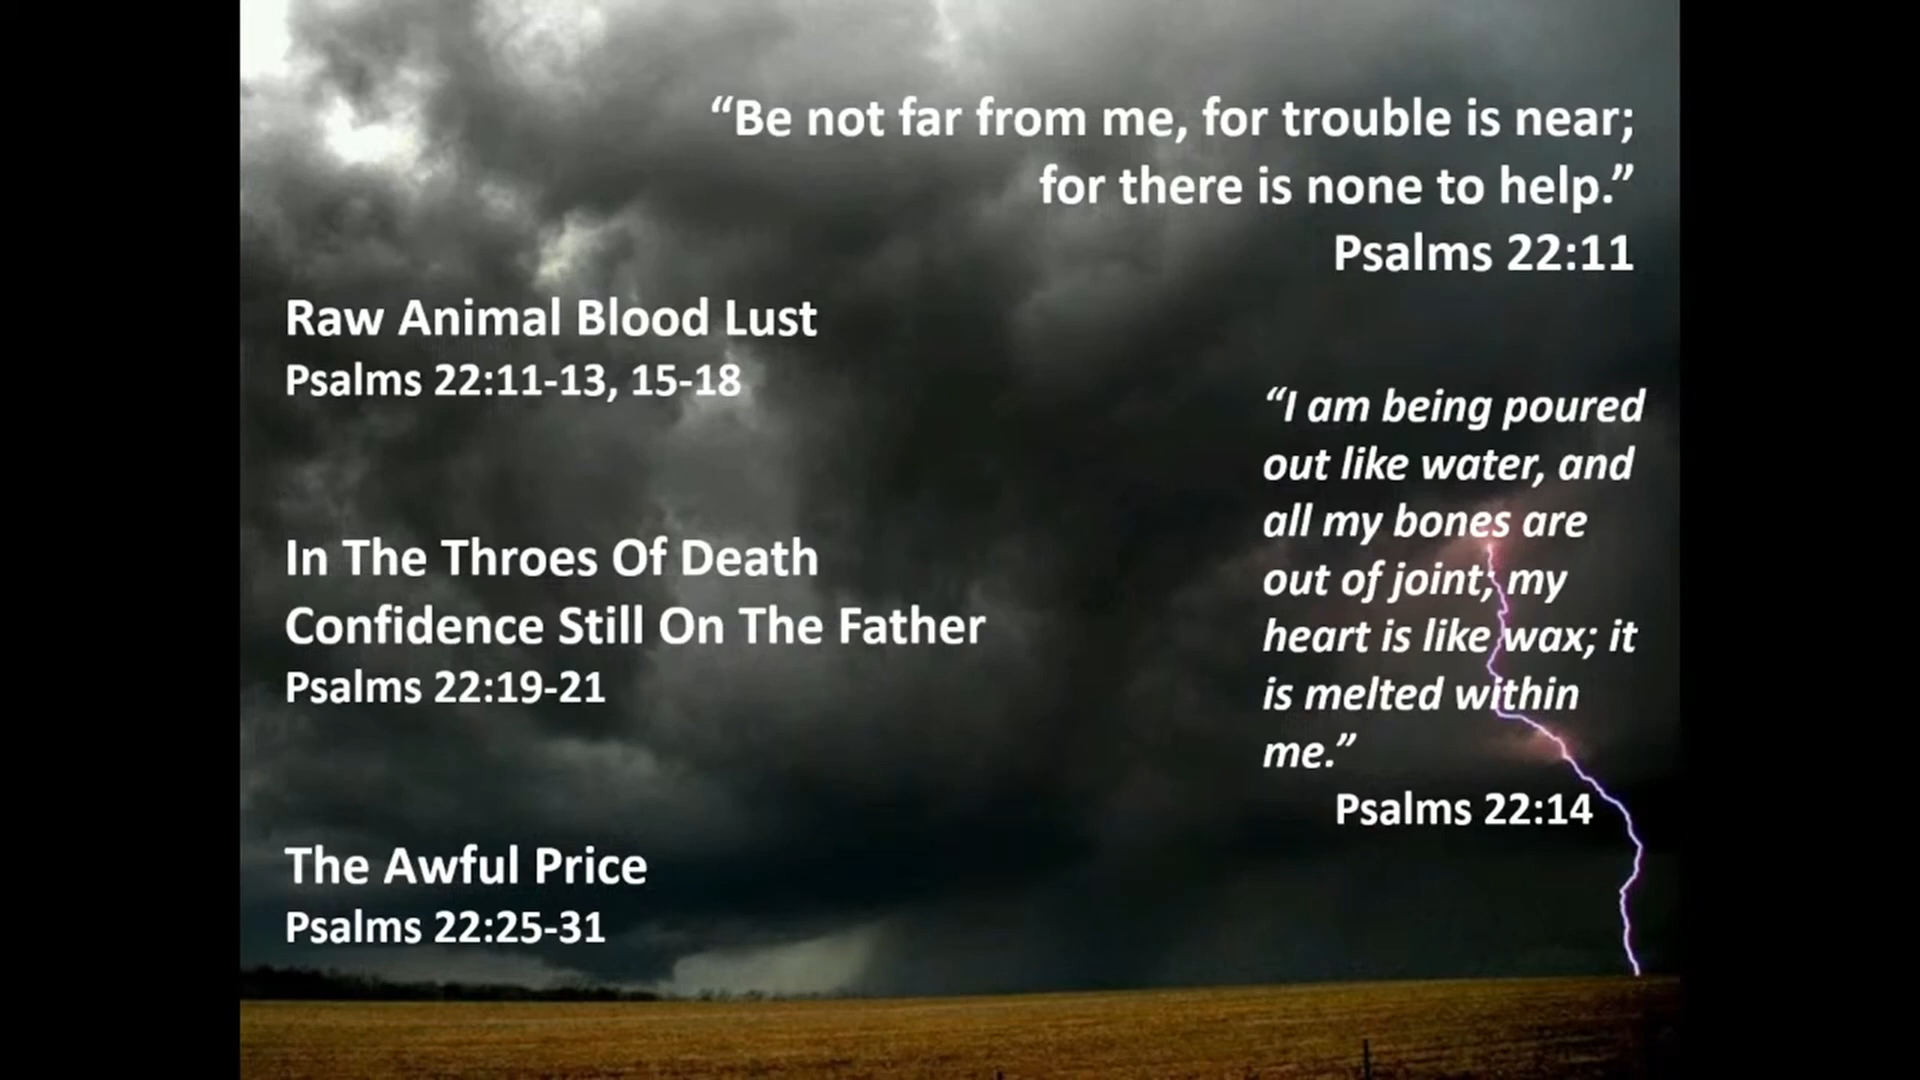 “Be not far from me, for trouble is near;
for there is none to help.”
Psalms 22:11
Raw Animal Blood Lust
Psalms 22:11-13, 15-18
In The Throes Of Death
Confidence Still On The Father
Psalms 22:19-21
The Awful Price
Psalms 22:25-31
“I am being poured
out like water, and
all my bones are
out of joint; my
heart is like wax; it
is melted within
me.”
Psalms 22:14